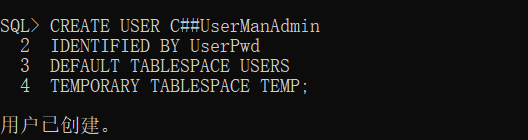 SQL> CREATE USER C##UserManAdmin
2 IDENTIFIED BY UserPwd
3 DEFAULT TABLESPACE USERS
4 TEMPORARY TABLESPACE TEMP;
用户已创建。